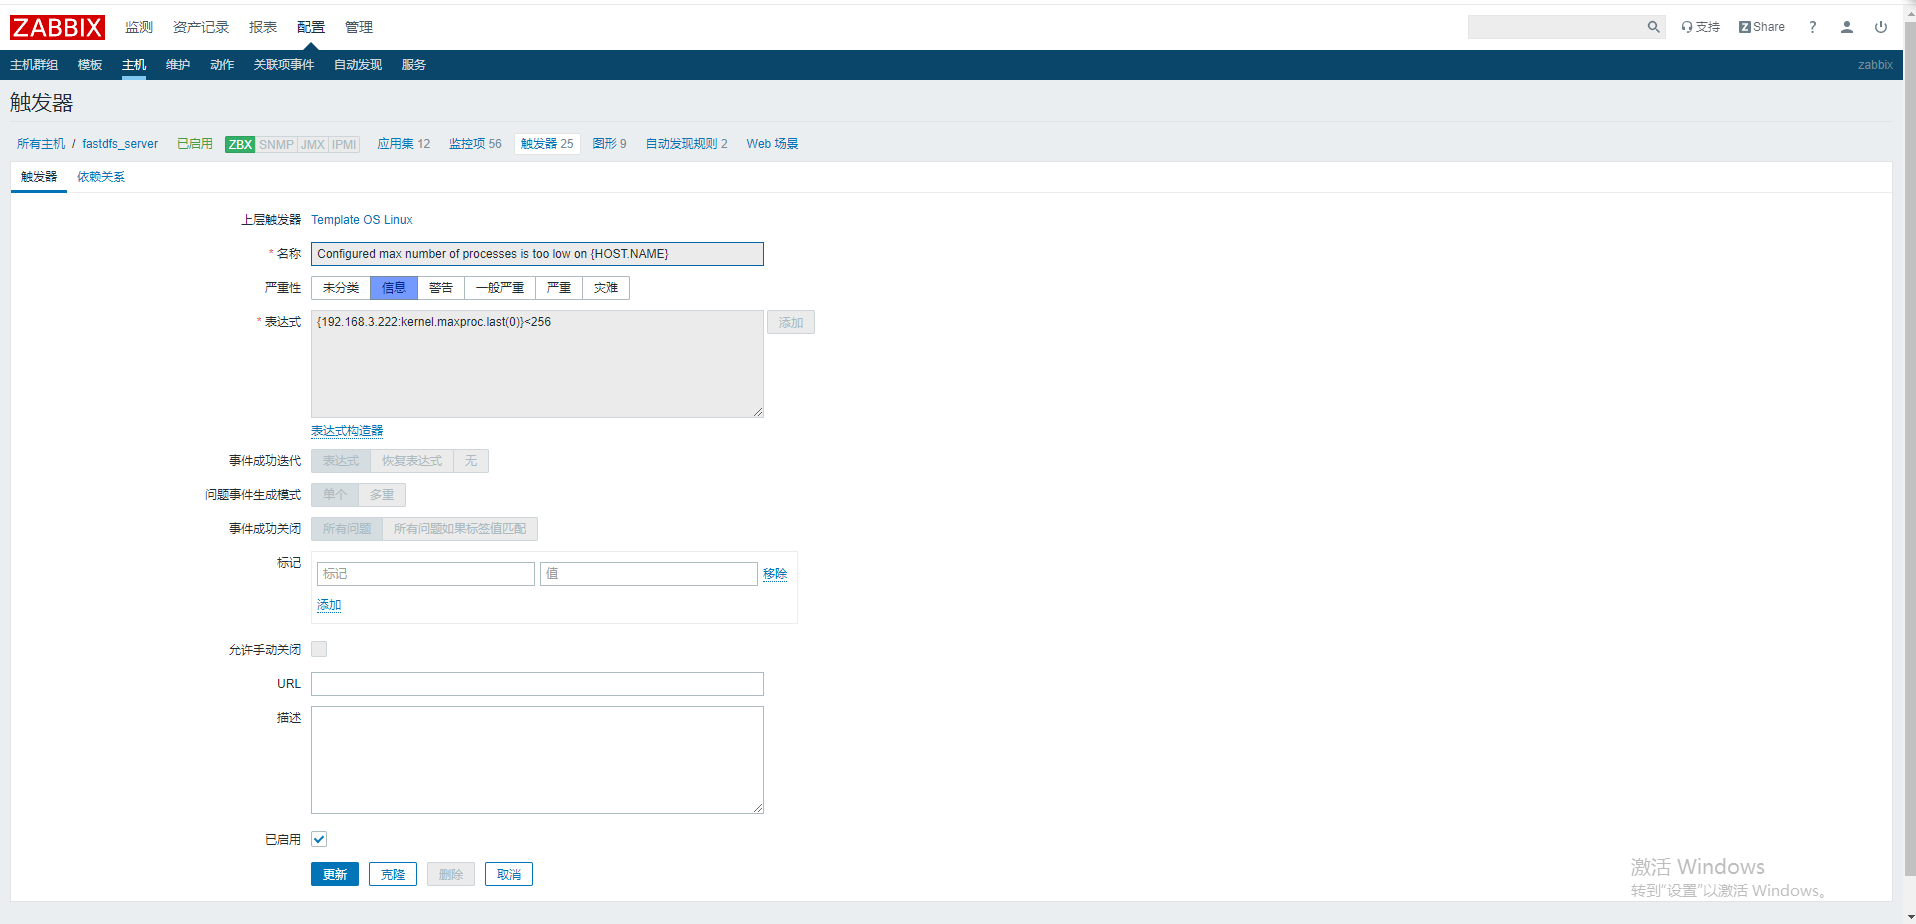 ZABBIX 监测 资产记录 报表 配置 管理 支持 Z Share ?
主机群组 模板 主机 维护 动作 关联项事件 自动发现 服务 zabbix
触发器
所有主机 / fastdfs_server 已启用 ZBX SNMP JMX IPMI 应用集 12 监控项 56 触发器 25 图形 9 自动发现规则 2 Web 场景
触发器 依赖关系
上层触发器 Template OS Linux
* 名称 Configured max number of processes is too low on {HOST.NAME}
严重性 未分类 信息 警告 一般严重 严重 灾难
* 表达式 {192.168.3.222:kernel.maxproc.last(0)}<256 添加
表达式构造器
事件成功迭代 表达式 恢复表达式 无
问题事件生成模式 单个 多重
事件成功关闭 所有问题 所有问题如果标签值匹配
标记 标记 值 移除
添加
允许手动关闭
URL
描述
已启用
更新 克隆 删除 取消
激活 Windows
转到“设置”以激活 Windows。